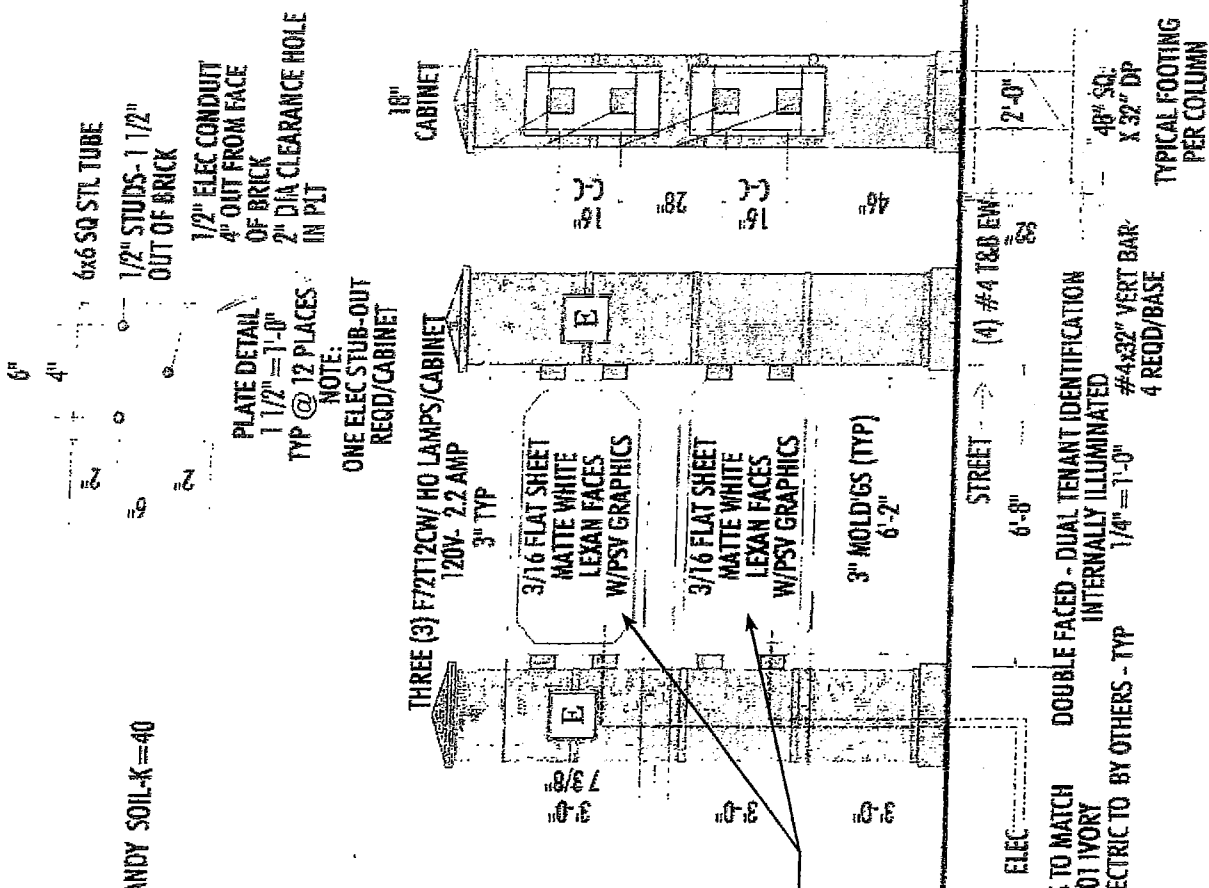 6"
4"
2"
6"
2"
6x6 SQ STL TUBE
1/2" STUDS- 1 1/2"
OUT OF BRICK
1/2" ELEC CONDUIT
4" OUT FROM FACE
OF BRICK
2" DIA CLEARANCE HOLE
IN PLT
PLATE DETAIL
1 1/2" = 1'-0"
TYP @ 12 PLACES
NOTE:
ONE ELEC STUB-OUT
REQD/CABINET
ANDY SOIL-K=40
THREE (3) F72T12CW/ HO LAMPS/CABINET
120V- 2.2 AMP
3" TYP
18"
CABINET
3/16 FLAT SHEET
MATTE WHITE
LEXAN FACES
W/PSV GRAPHICS
3/16 FLAT SHEET
MATTE WHITE
LEXAN FACES
W/PSV GRAPHICS
3" MOLD'GS (TYP)
6'-2"
E
E
7 3/8"
3'-0"
3'-0"
3'-0"
16"
C-C
28"
16"
C-C
46"
STREET
6'-8"
(4) #4 T&B EW
2'-0"
48" SQ.
X 32" DP
TYPICAL FOOTING
PER COLUMN
ELEC
DOUBLE FACED - DUAL TENANT IDENTIFICATION
INTERNALLY ILLUMINATED
1/4" = 1'-0"
#4x32" VERT BAR
4 REQD/BASE
TO MATCH
01 IVORY
ECTRIC TO BY OTHERS - TYP